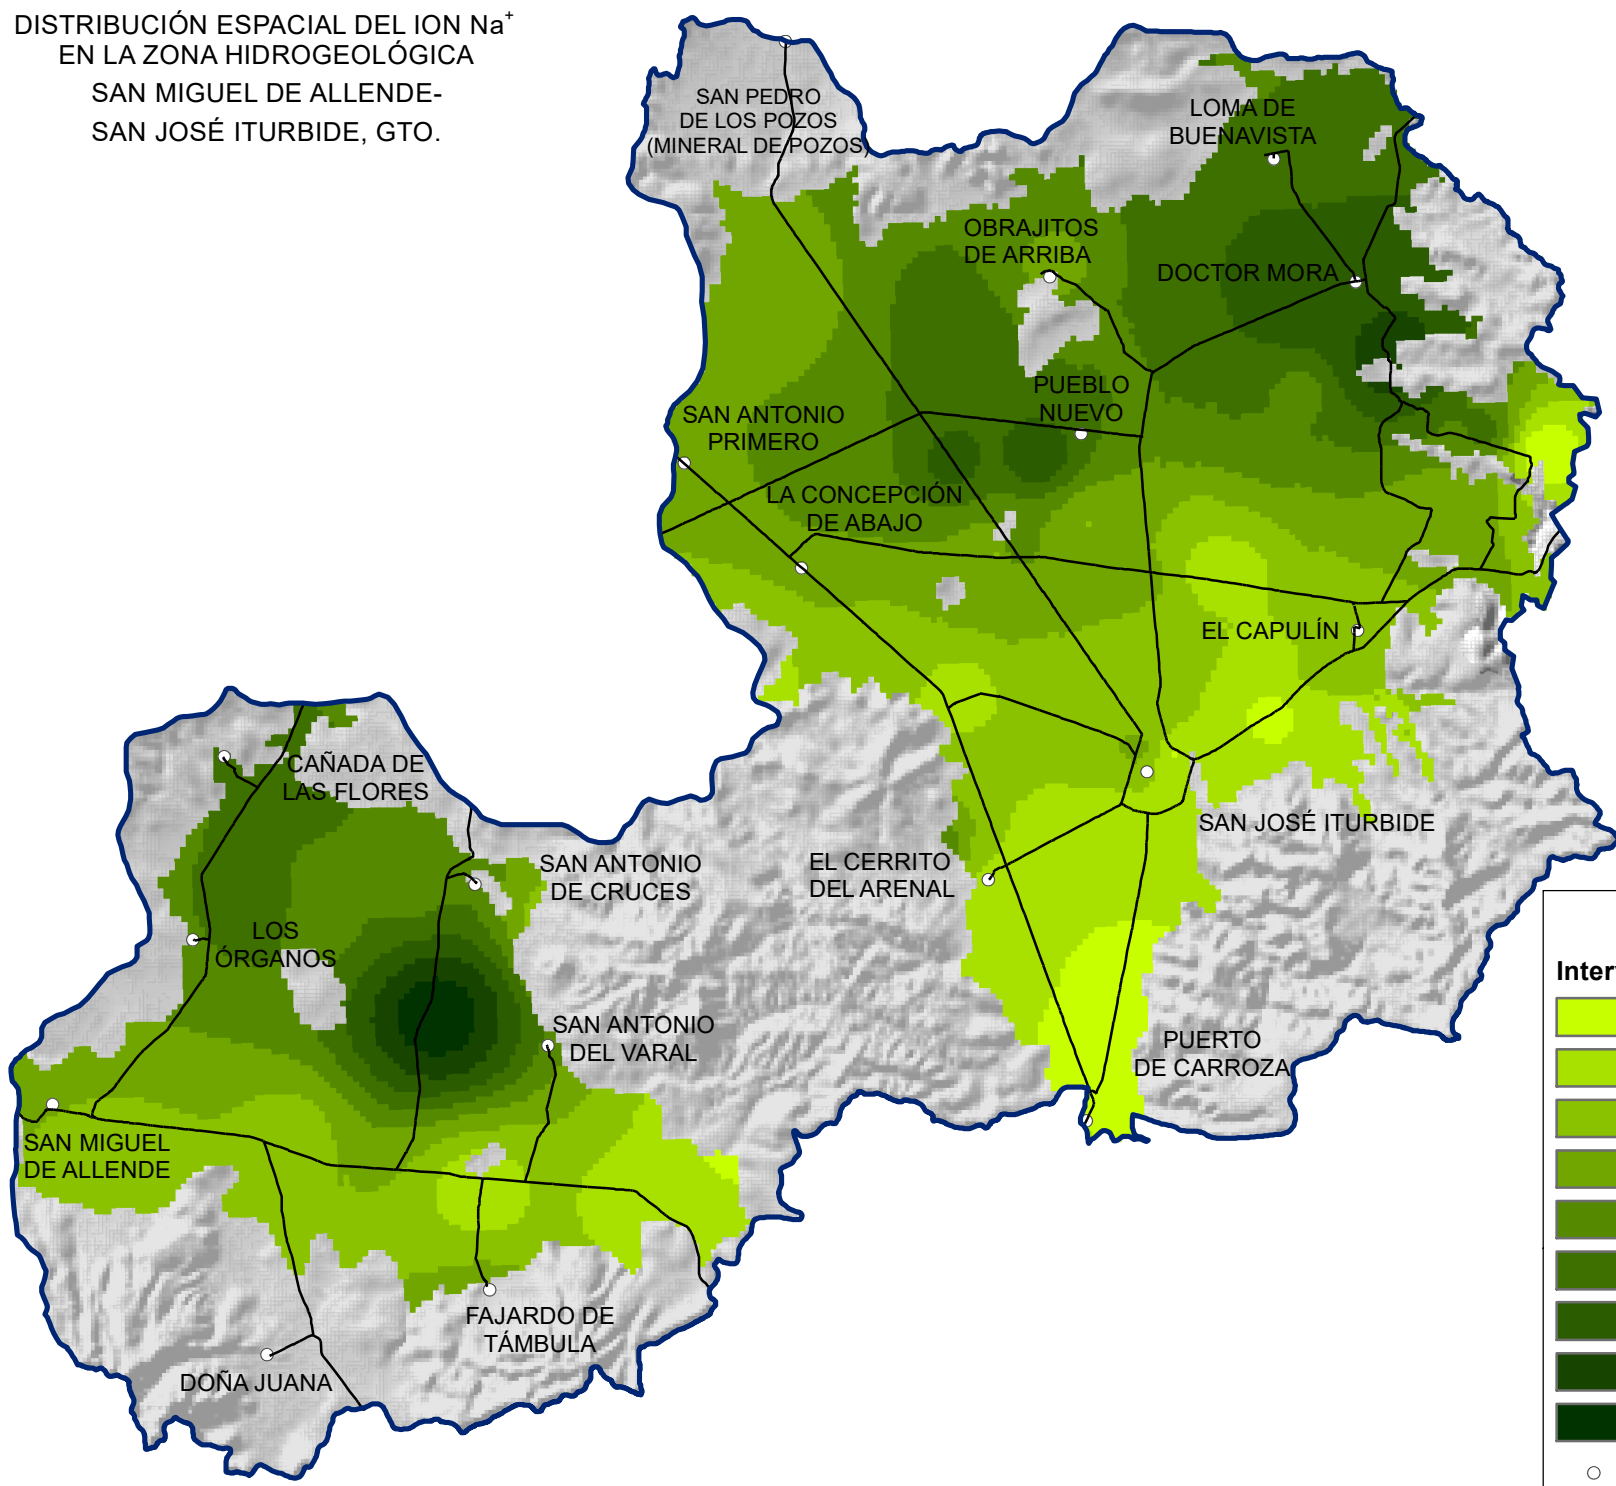 DISTRIBUCIÓN ESPACIAL DEL ION Na⁺
EN LA ZONA HIDROGEOLÓGICA
SAN MIGUEL DE ALLENDE-
SAN JOSÉ ITURBIDE, GTO.
SAN PEDRO
DE LOS POZOS
(MINERAL DE POZOS)
LOMA DE
BUENAVISTA
OBRAJITOS
DE ARRIBA
DOCTOR MORA
PUEBLO
NUEVO
SAN ANTONIO
PRIMERO
LA CONCEPCIÓN
DE ABAJO
EL CAPULÍN
CAÑADA DE
LAS FLORES
SAN JOSÉ ITURBIDE
SAN ANTONIO
DE CRUCES
EL CERRITO
DEL ARENAL
LOS
ÓRGANOS
SAN ANTONIO
DEL VARAL
PUERTO
DE CARROZA
SAN MIGUEL
DE ALLENDE
FAJARDO DE
TÁMBULA
DOÑA JUANA